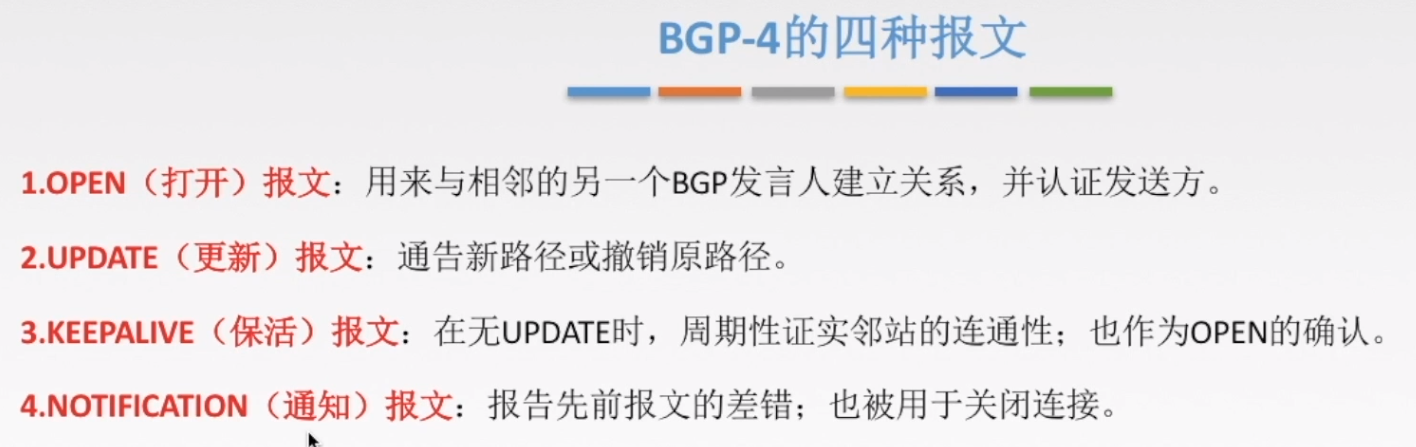 BGP-4的四种报文
1.OPEN（打开）报文：用来与相邻的另一个BGP发言人建立关系，并认证发送方。
2.UPDATE（更新）报文：通告新路径或撤销原路径。
3.KEEPALIVE（保活）报文：在无UPDATE时，周期性证实邻站的连通性；也作为OPEN的确认。
4.NOTIFICATION（通知）报文：报告先前报文的差错；也被用于关闭连接。